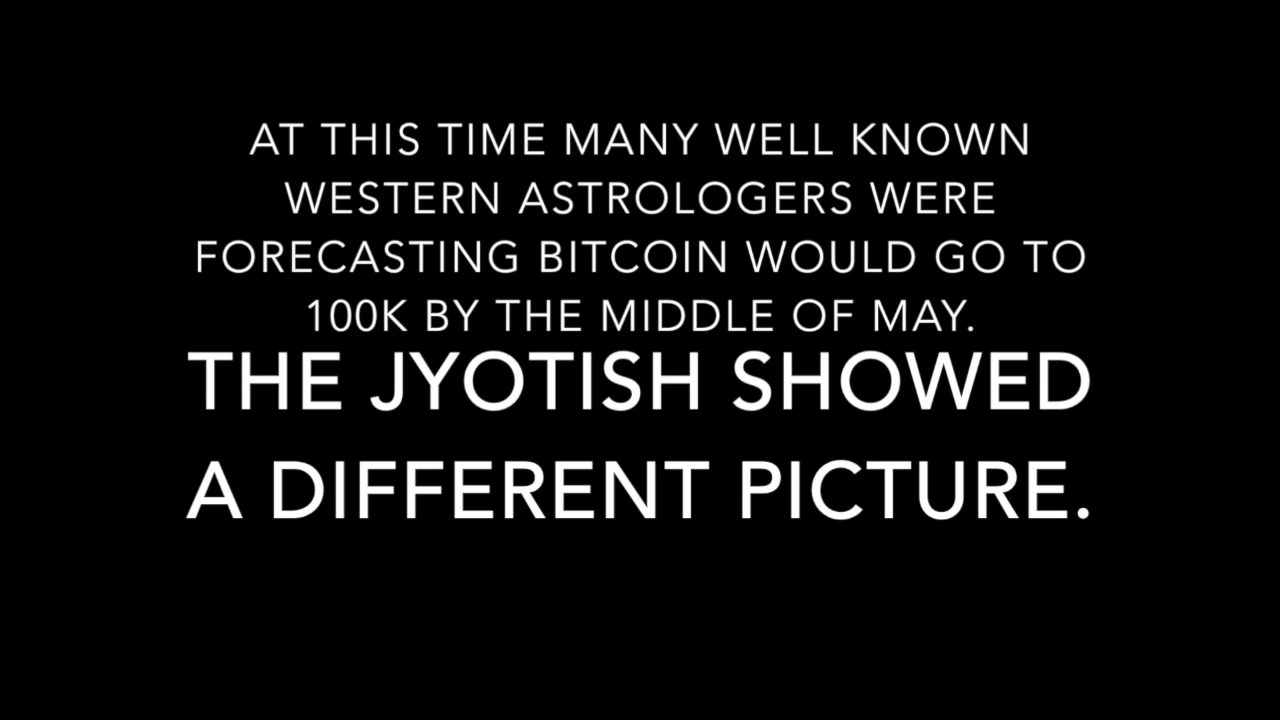 AT THIS TIME MANY WELL KNOWN
WESTERN ASTROLOGERS WERE
FORECASTING BITCOIN WOULD GO TO
100K BY THE MIDDLE OF MAY.
THE JYOTISH SHOWED
A DIFFERENT PICTURE.